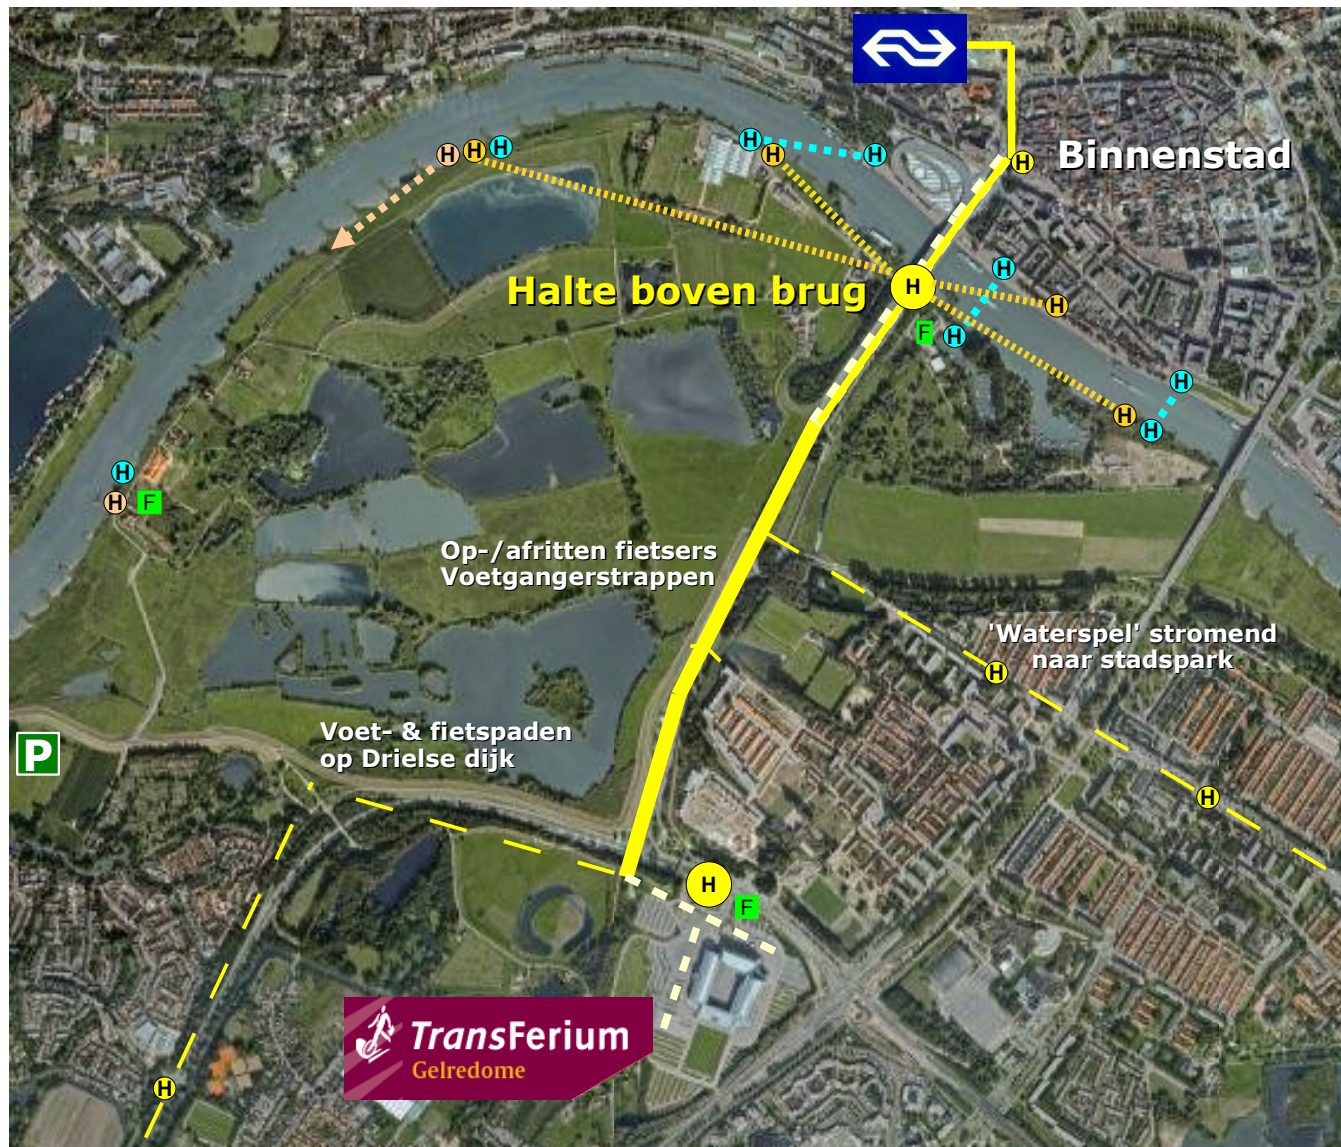 H
Binnenstad
H H H
H H H
H
Halte boven brug
H
H
F
H
H
H
H
H
H F
Op-/afritten fietsers
Voetgangerstrappen
'Waterspel' stromend
naar stadspark
H
Voet- & fietspaden
op Drielse dijk
P
H
H
F
TransFerium
Gelredome
H